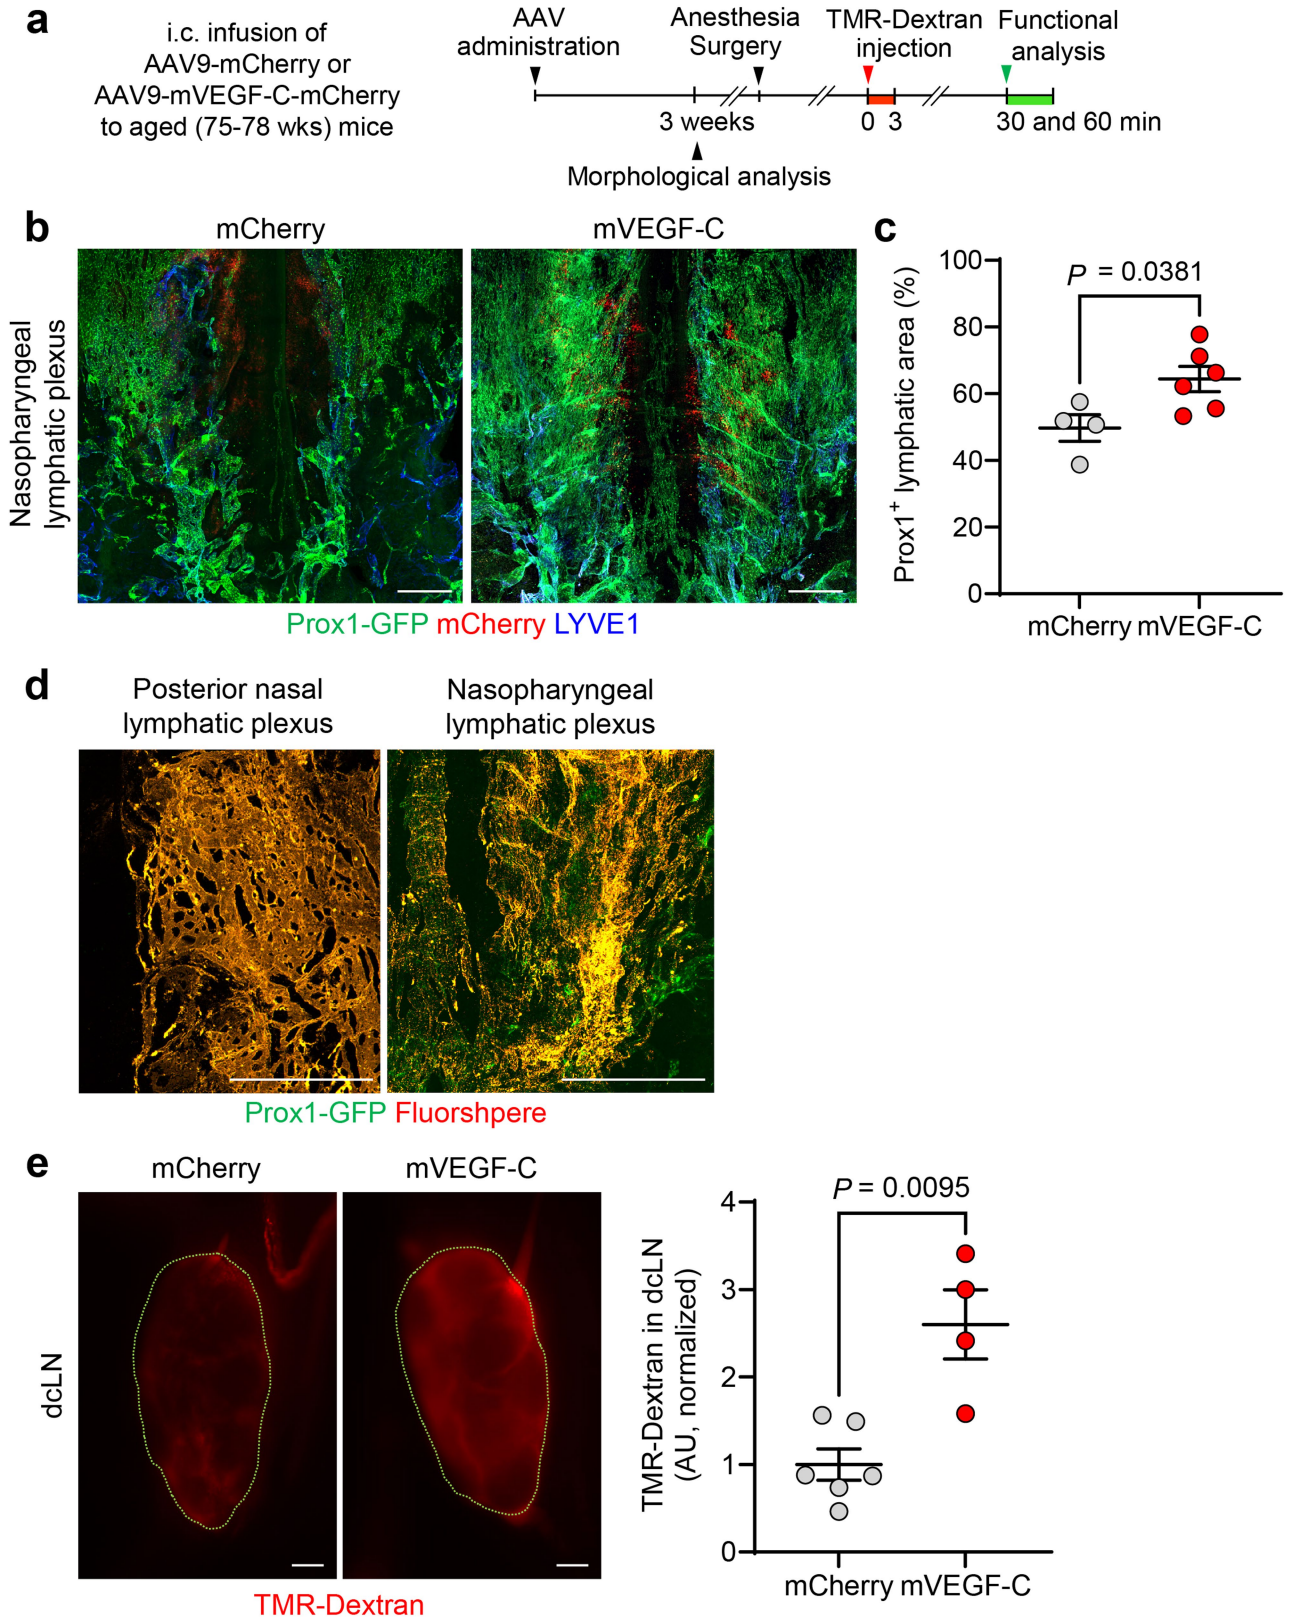 a
i.c. infusion of
AAV9-mCherry or
AAV9-mVEGF-C-mCherry
to aged (75-78 wks) mice
AAV
administration
Anesthesia
Surgery
TMR-Dextran
injection
Functional
analysis
3 weeks
0 3
30 and 60 min
Morphological analysis
b
mCherry
mVEGF-C
Nasopharyngeal
lymphatic plexus
Prox1-GFP mCherry LYVE1
c
P = 0.0381
Prox1+ lymphatic area (%)
100
80
60
40
20
0
mCherry mVEGF-C
d
Posterior nasal
lymphatic plexus
Nasopharyngeal
lymphatic plexus
Prox1-GFP Fluorshpere
e
mCherry
mVEGF-C
dcLN
TMR-Dextran
P = 0.0095
TMR-Dextran in dcLN
(AU, normalized)
4
3
2
1
0
mCherry mVEGF-C